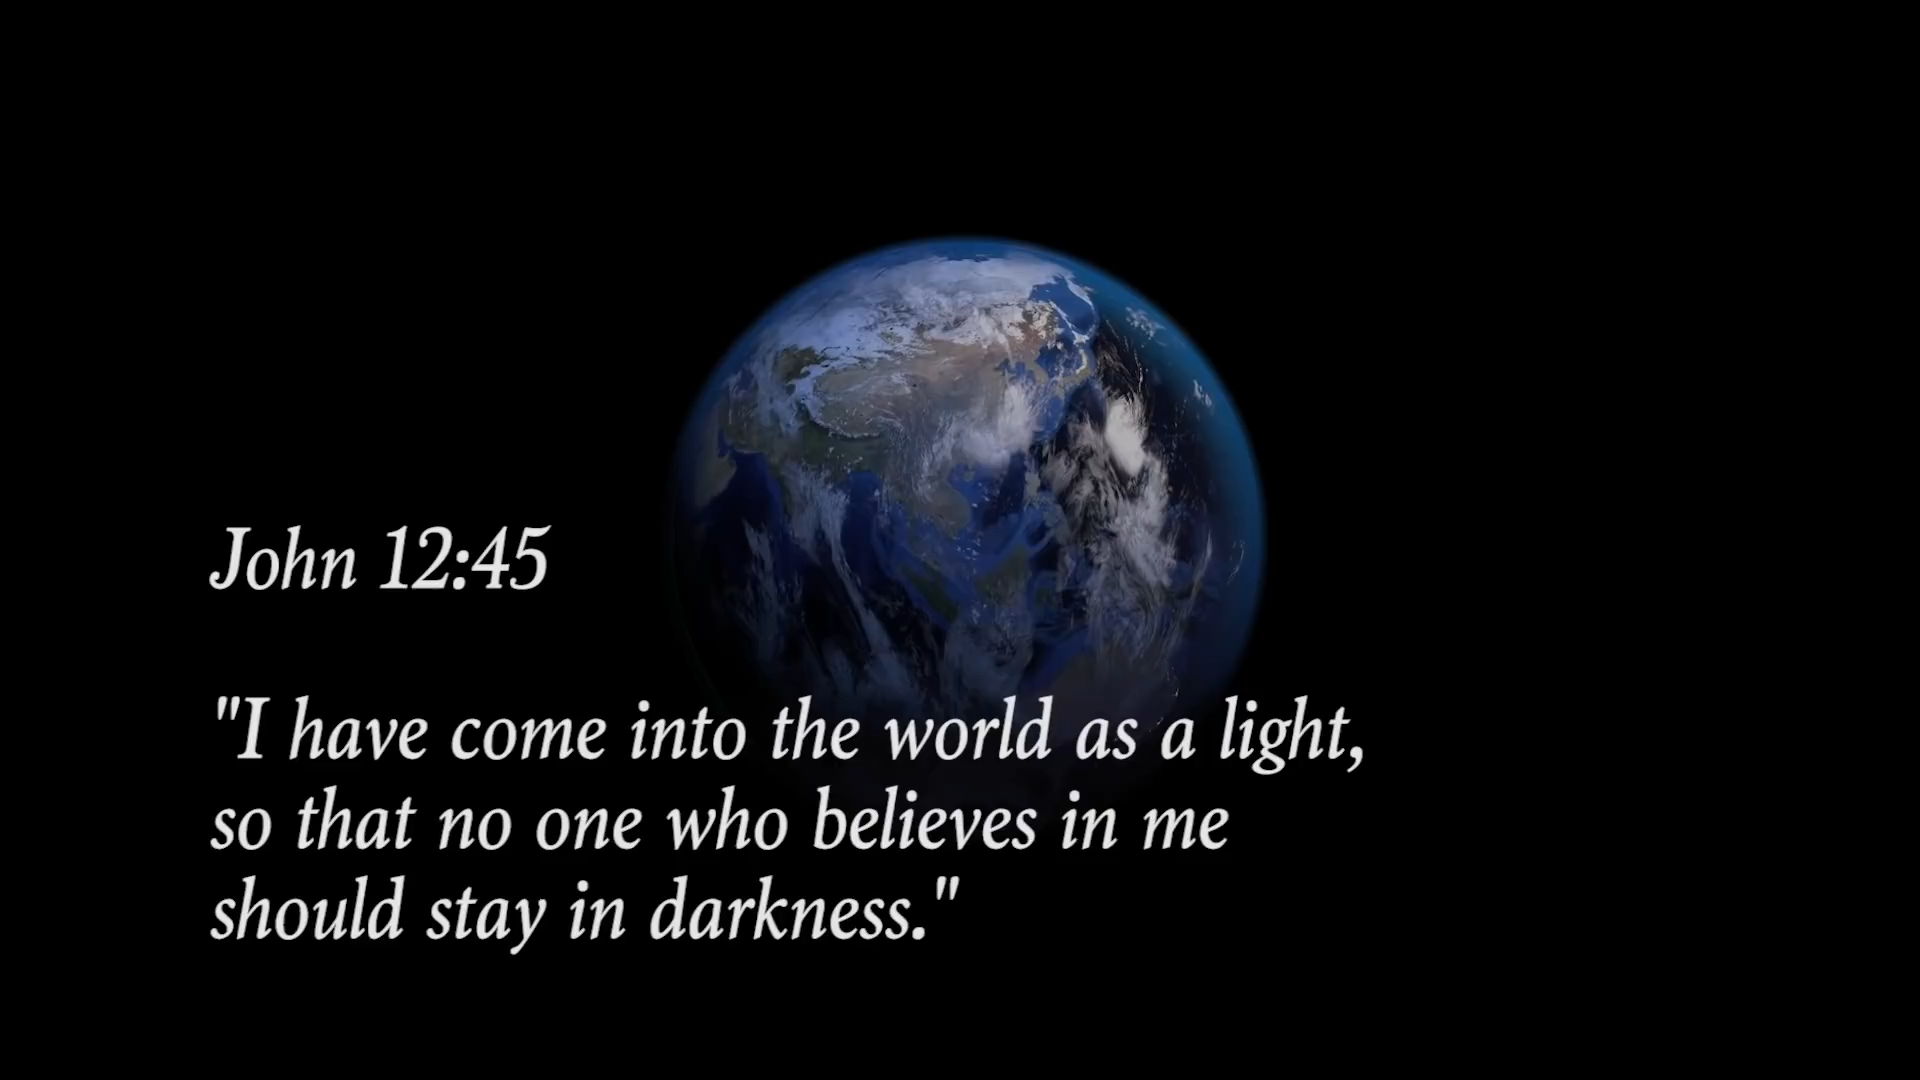 John 12:45
"I have come into the world as a light,
so that no one who believes in me
should stay in darkness."